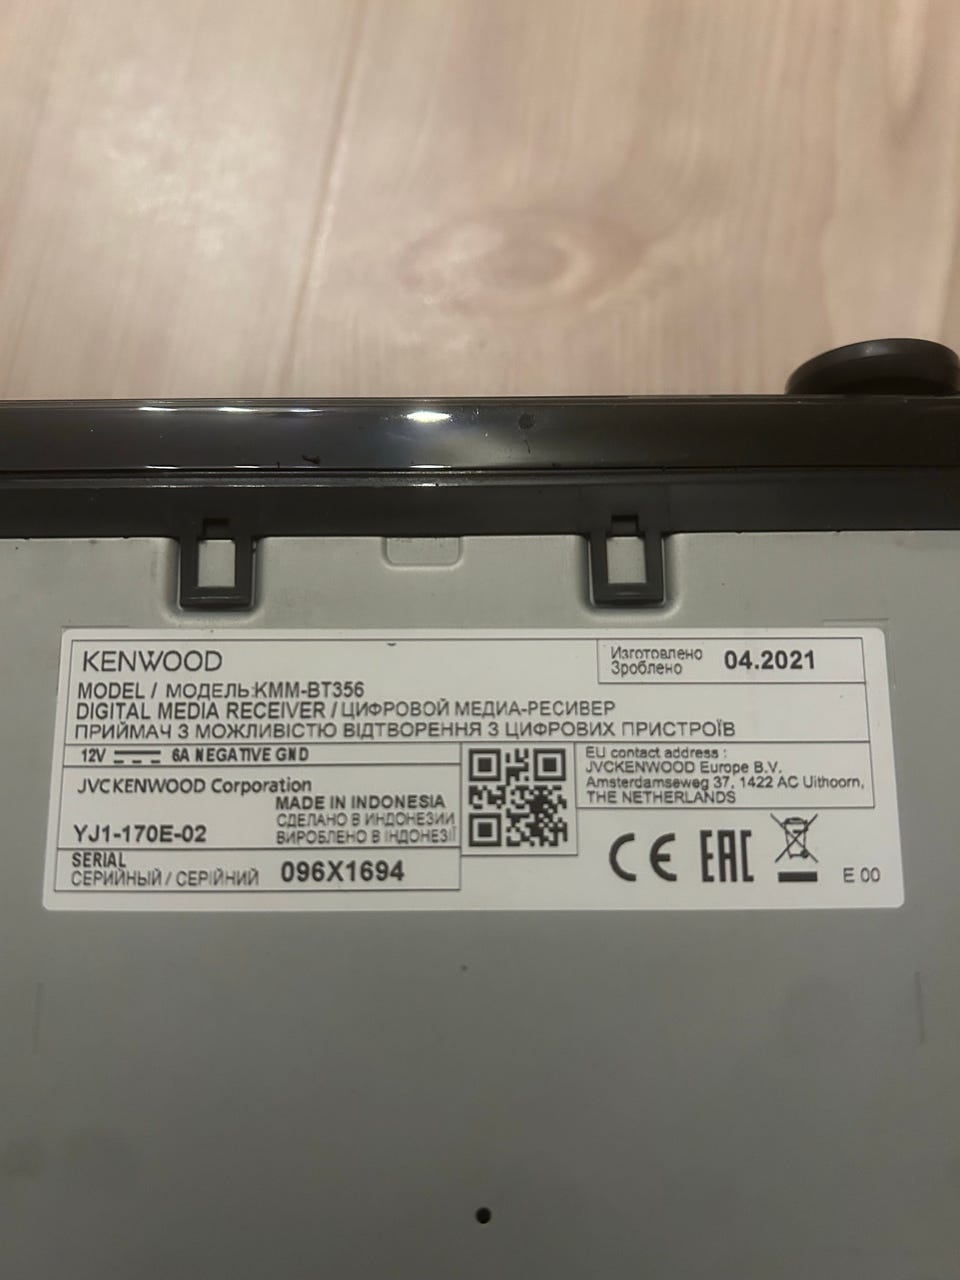 KENWOOD
Изготовлено
Зроблено
04.2021
MODEL / МОДЕЛЬ:KMM-BT356
DIGITAL MEDIA RECEIVER / ЦИФРОВОЙ МЕДИА-РЕСИВЕР
ПРИЙМАЧ З МОЖЛИВІСТЮ ВІДТВОРЕННЯ З ЦИФРОВИХ ПРИСТРОЇВ
12V 6A NEGATIVE GND
JVCKENWOOD Corporation
MADE IN INDONESIA
СДЕЛАНО В ИНДОНЕЗИИ
YJ1-170E-02 ВИРОБЛЕНО В ІНДОНЕЗІЇ
SERIAL
СЕРИЙНЫЙ / СЕРІЙНИЙ 096X1694
EU contact address :
JVCKENWOOD Europe B.V.
Amsterdamseweg 37, 1422 AC Uithoorn,
THE NETHERLANDS
CE EAC E 00